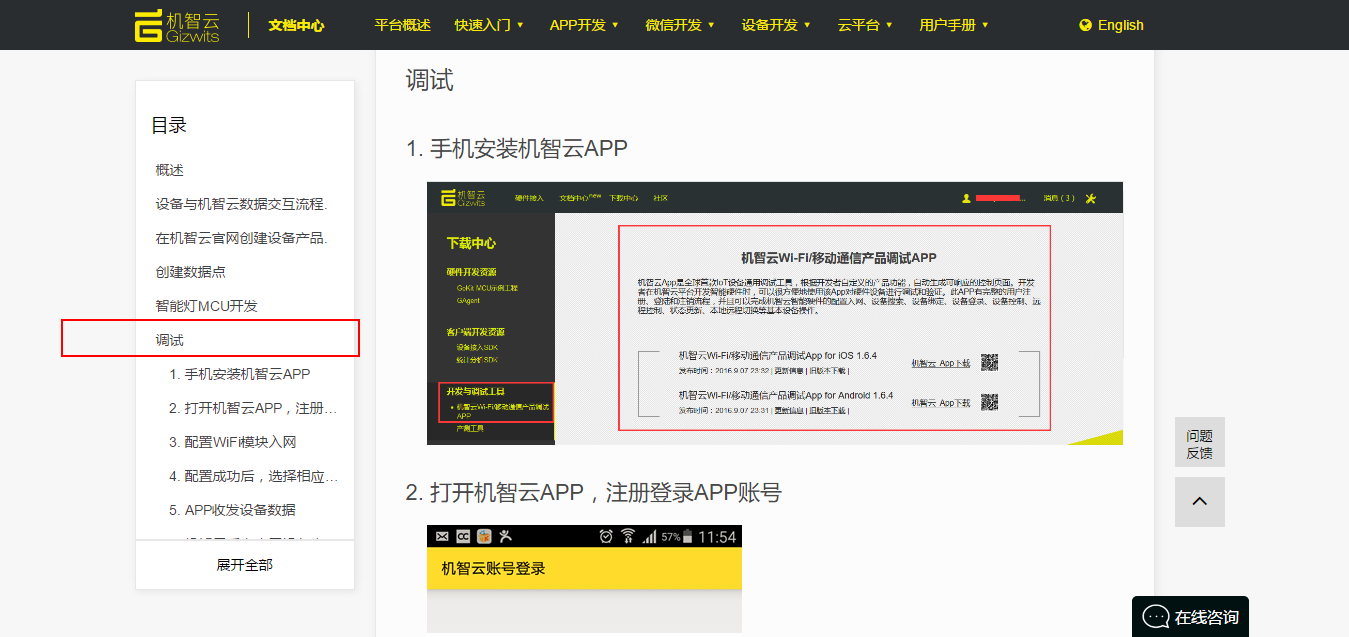 机智云
Gizwits
文档中心
平台概述
快速入门
APP开发
微信开发
设备开发
云平台
用户手册
English
目录
概述
设备与机智云数据交互流程.
在机智云官网创建设备产品.
创建数据点
智能灯MCU开发
调试
1. 手机安装机智云APP
2. 打开机智云APP，注册…
3. 配置WiFi模块入网
4. 配置成功后，选择相应…
5. APP收发设备数据
展开全部
调试
1. 手机安装机智云APP
机智云
Gizwits
硬件接入
文档中心new
下载中心
社区
消息 ( 3 )
下载中心
硬件开发资源
GoKit MCU示例工程
GAgent
客户端开发资源
设备接入SDK
统计分析SDK
开发与调试工具
机智云Wi-Fi/移动通信产品调试
APP
产测工具
机智云Wi-Fi/移动通信产品调试APP
机智云App是全球首款IoT设备通用调试工具，根据开发者自定义的产品功能，自动生成可响应的控制页面。开发
者在机智云平台开发智能硬件时，可以很方便地使用该App对硬件设备进行调试和验证。此APP有完整的用户注
册、登陆和注销流程，并且可以完成机智云智能硬件的配置入网、设备搜索、设备绑定、设备登录、设备控制、远
程控制、状态更新、本地远程切换等基本设备操作。
机智云Wi-Fi/移动通信产品调试App for iOS 1.6.4
发布时间：2016.9.07 23:32 | 更新信息 | 旧版本下载 |
机智云 App下载
机智云Wi-Fi/移动通信产品调试App for Android 1.6.4
发布时间：2016.9.07 23:31 | 更新信息 | 旧版本下载 |
机智云 App下载
2. 打开机智云APP，注册登录APP账号
57%
11:54
机智云账号登录
问题
反馈
在线咨询